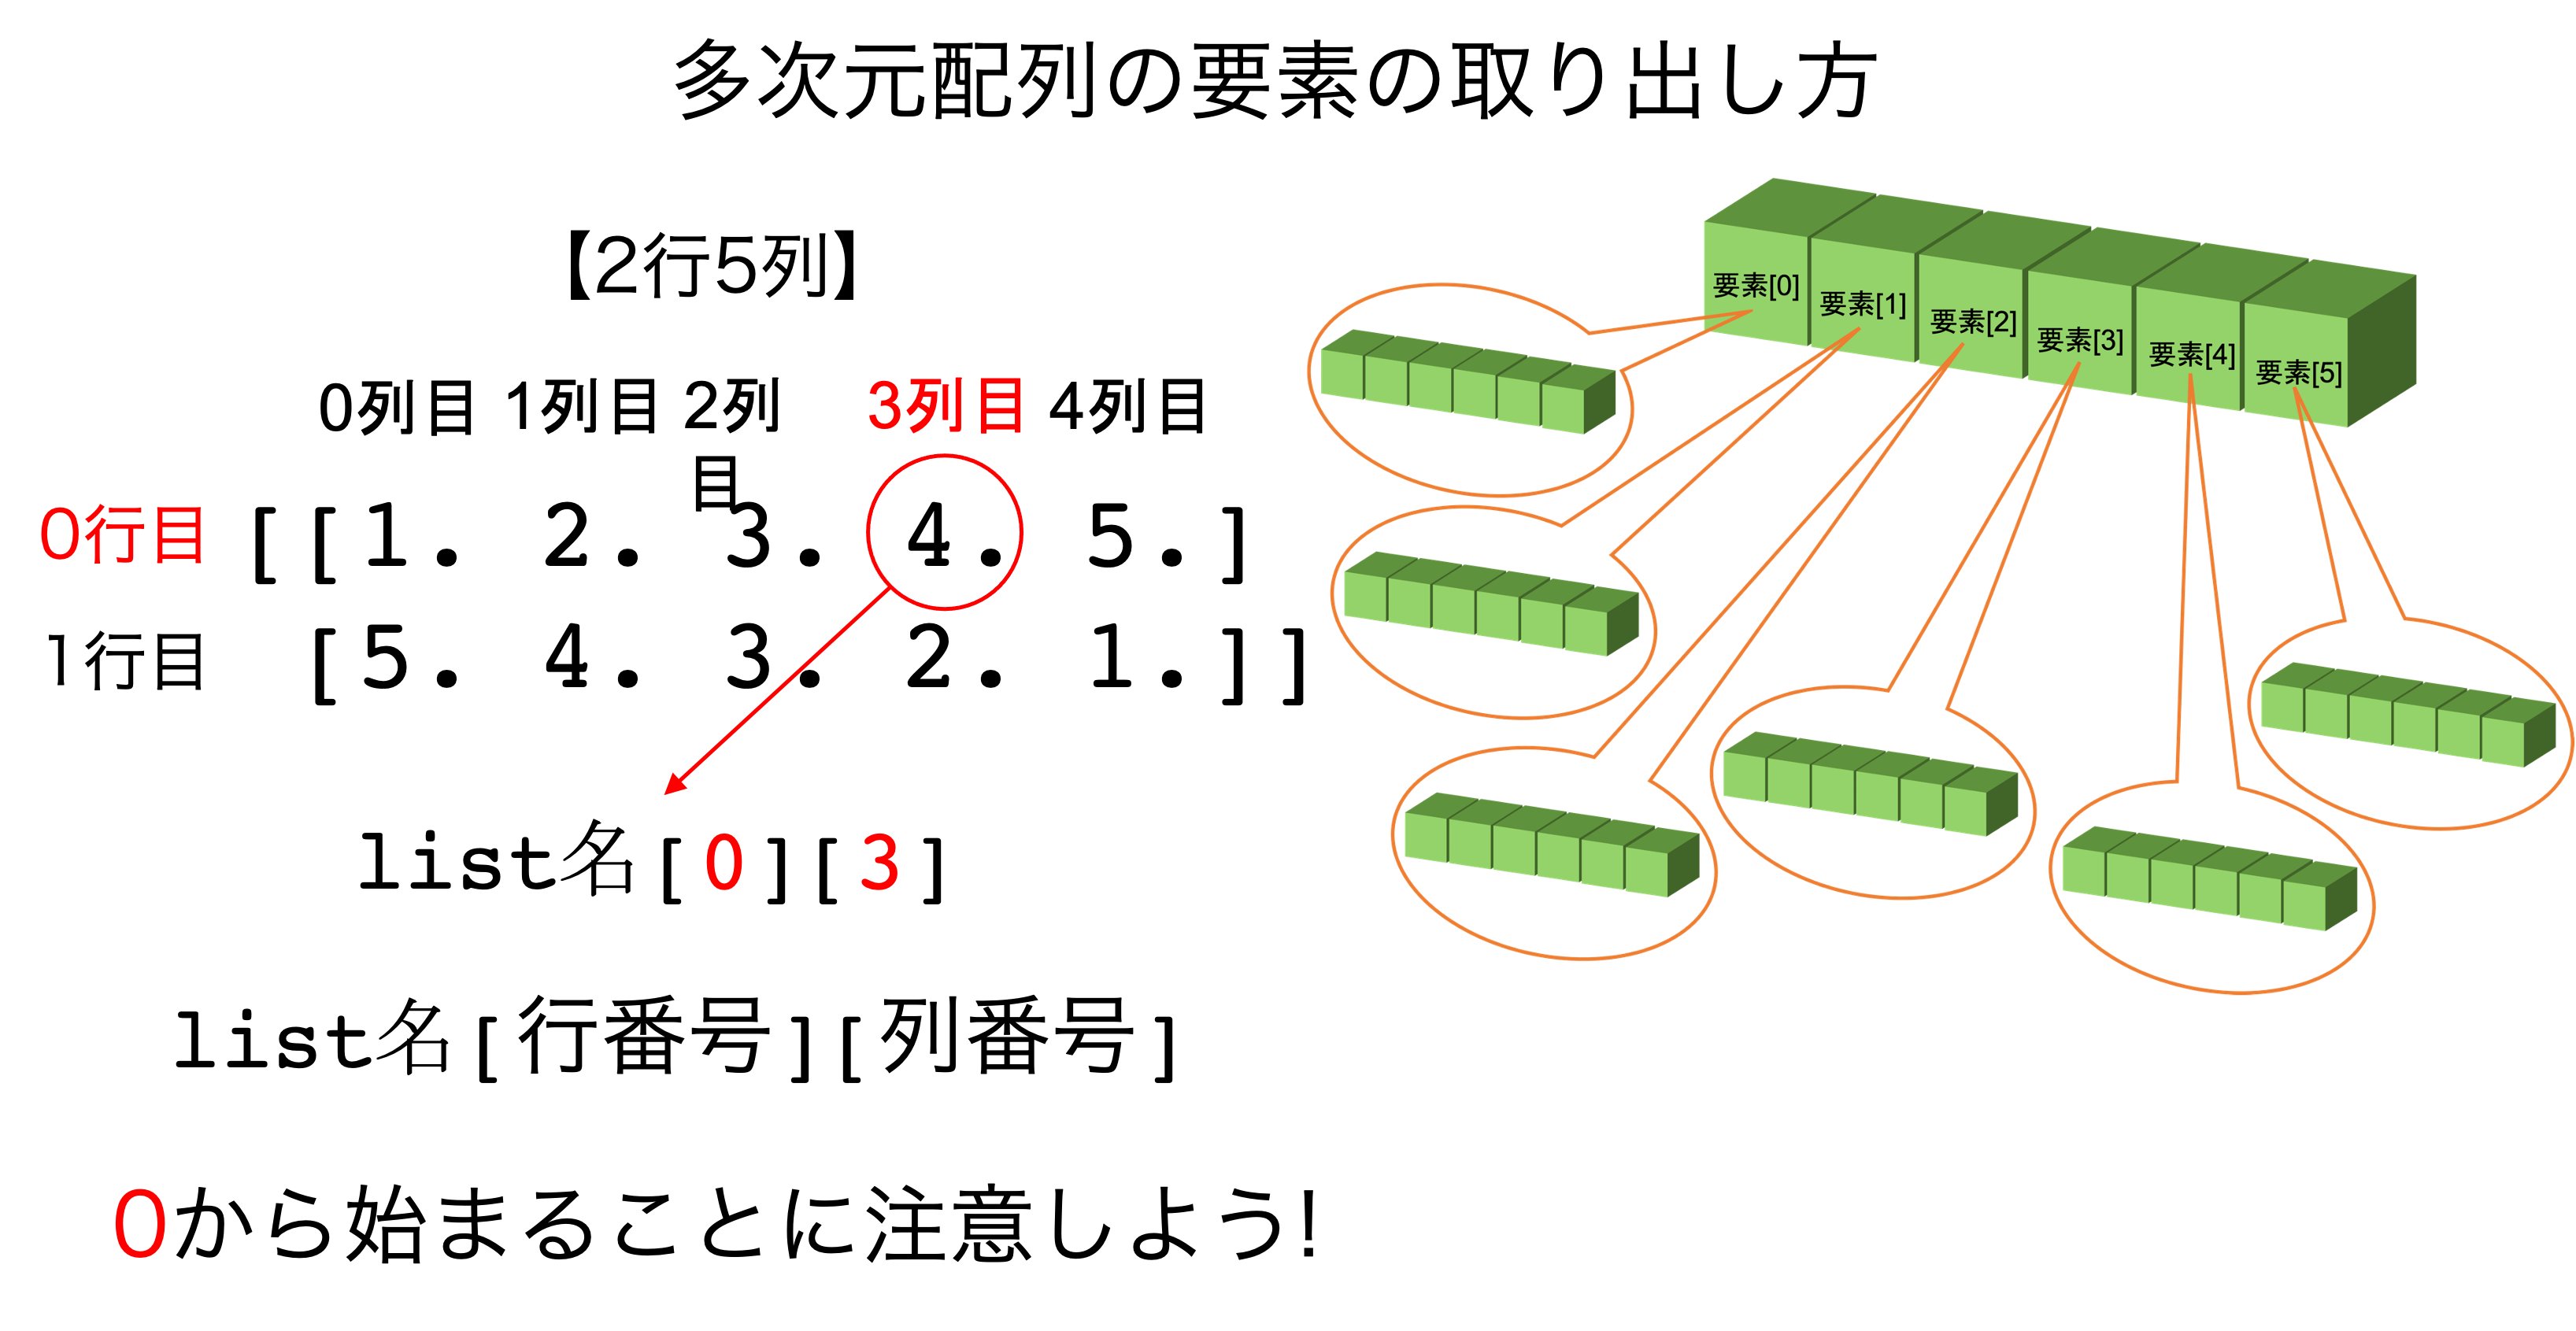 多次元配列の要素の取り出し方
【2行5列】
0列目 1列目 2列目 3列目 4列目
0行目 [[1. 2. 3. 4. 5.]
1行目 [5. 4. 3. 2. 1.]]
list名[0][3]
list名[行番号][列番号]
0から始まることに注意しよう!
要素[0]
要素[1]
要素[2]
要素[3]
要素[4]
要素[5]